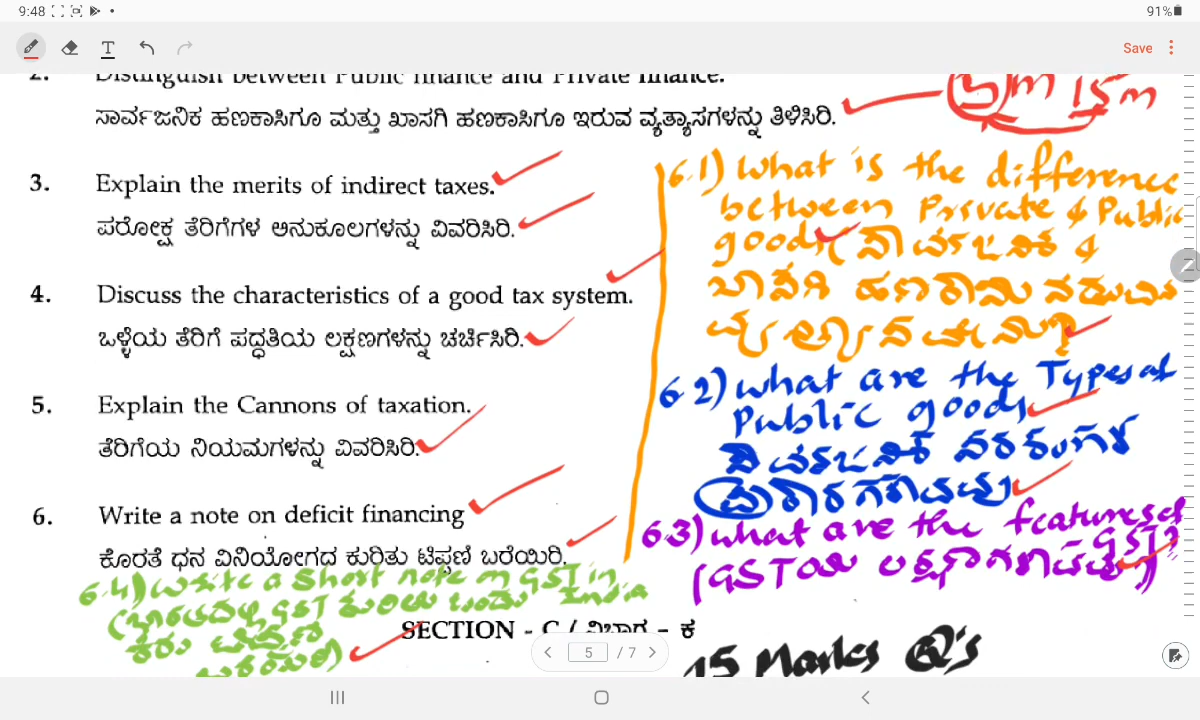 9:48
91%
Save
2. Distinguish between Public finance and Private finance.
ಸಾರ್ವಜನಿಕ ಹಣಕಾಸಿಗೂ ಮತ್ತು ಖಾಸಗಿ ಹಣಕಾಸಿಗೂ ಇರುವ ವ್ಯತ್ಯಾಸಗಳನ್ನು ತಿಳಿಸಿರಿ.
15m
3. Explain the merits of indirect taxes.
ಪರೋಕ್ಷ ತೆರಿಗೆಗಳ ಅನುಕೂಲಗಳನ್ನು ವಿವರಿಸಿರಿ.
4. Discuss the characteristics of a good tax system.
ಒಳ್ಳೆಯ ತೆರಿಗೆ ಪದ್ಧತಿಯ ಲಕ್ಷಣಗಳನ್ನು ಚರ್ಚಿಸಿರಿ.
5. Explain the Cannons of taxation.
ತೆರಿಗೆಯ ನಿಯಮಗಳನ್ನು ವಿವರಿಸಿರಿ.
6. Write a note on deficit financing
ಕೊರತೆ ಧನ ವಿನಿಯೋಗದ ಕುರಿತು ಟಿಪ್ಪಣಿ ಬರೆಯಿರಿ.
6.1) What is the difference
between Private & Public
goods
6.2) what are the Types of
Public goods
6.3) what are the features of
GST?
(GSTಯ
6.4) write a Short note on GST in
India
SECTION - C / ವಿಭಾಗ - ಕ
5 / 7
15 Marks Q's